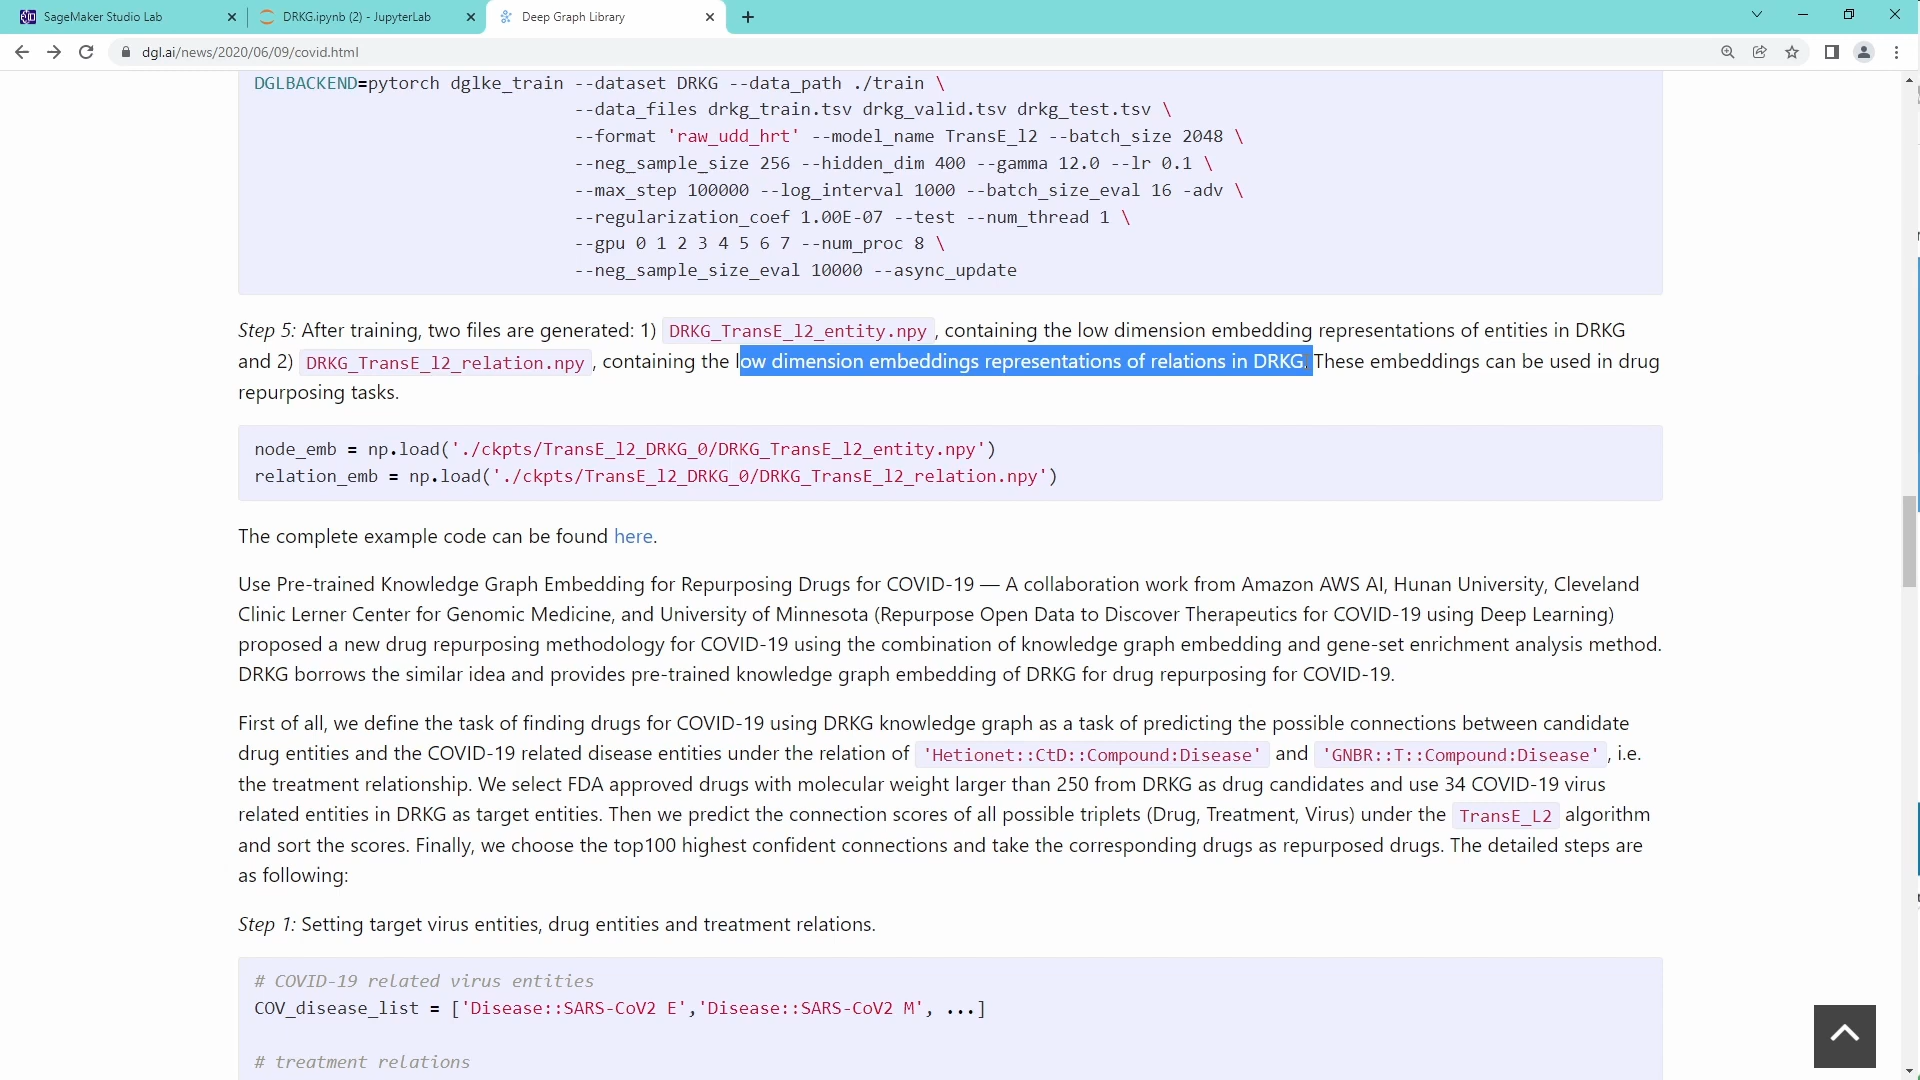 SageMaker Studio Lab
DRKG.ipynb (2) - JupyterLab
Deep Graph Library
dgl.ai/news/2020/06/09/covid.html
DGLBACKEND=pytorch dglke_train --dataset DRKG --data_path ./train \
--data_files drkg_train.tsv drkg_valid.tsv drkg_test.tsv \
--format 'raw_udd_hrt' --model_name TransE_l2 --batch_size 2048 \
--neg_sample_size 256 --hidden_dim 400 --gamma 12.0 --lr 0.1 \
--max_step 100000 --log_interval 1000 --batch_size_eval 16 -adv \
--regularization_coef 1.00E-07 --test --num_thread 1 \
--gpu 0 1 2 3 4 5 6 7 --num_proc 8 \
--neg_sample_size_eval 10000 --async_update
Step 5: After training, two files are generated: 1) DRKG_TransE_l2_entity.npy , containing the low dimension embedding representations of entities in DRKG
and 2) DRKG_TransE_l2_relation.npy , containing the low dimension embeddings representations of relations in DRKG. These embeddings can be used in drug
repurposing tasks.
node_emb = np.load('./ckpts/TransE_l2_DRKG_0/DRKG_TransE_l2_entity.npy')
relation_emb = np.load('./ckpts/TransE_l2_DRKG_0/DRKG_TransE_l2_relation.npy')
The complete example code can be found here.
Use Pre-trained Knowledge Graph Embedding for Repurposing Drugs for COVID-19 — A collaboration work from Amazon AWS AI, Hunan University, Cleveland
Clinic Lerner Center for Genomic Medicine, and University of Minnesota (Repurpose Open Data to Discover Therapeutics for COVID-19 using Deep Learning)
proposed a new drug repurposing methodology for COVID-19 using the combination of knowledge graph embedding and gene-set enrichment analysis method.
DRKG borrows the similar idea and provides pre-trained knowledge graph embedding of DRKG for drug repurposing for COVID-19.
First of all, we define the task of finding drugs for COVID-19 using DRKG knowledge graph as a task of predicting the possible connections between candidate
drug entities and the COVID-19 related disease entities under the relation of 'Hetionet::CtD::Compound:Disease' and 'GNBR::T::Compound:Disease' , i.e.
the treatment relationship. We select FDA approved drugs with molecular weight larger than 250 from DRKG as drug candidates and use 34 COVID-19 virus
related entities in DRKG as target entities. Then we predict the connection scores of all possible triplets (Drug, Treatment, Virus) under the TransE_L2 algorithm
and sort the scores. Finally, we choose the top100 highest confident connections and take the corresponding drugs as repurposed drugs. The detailed steps are
as following:
Step 1: Setting target virus entities, drug entities and treatment relations.
# COVID-19 related virus entities
COV_disease_list = ['Disease::SARS-CoV2 E','Disease::SARS-CoV2 M', ...]
# treatment relations